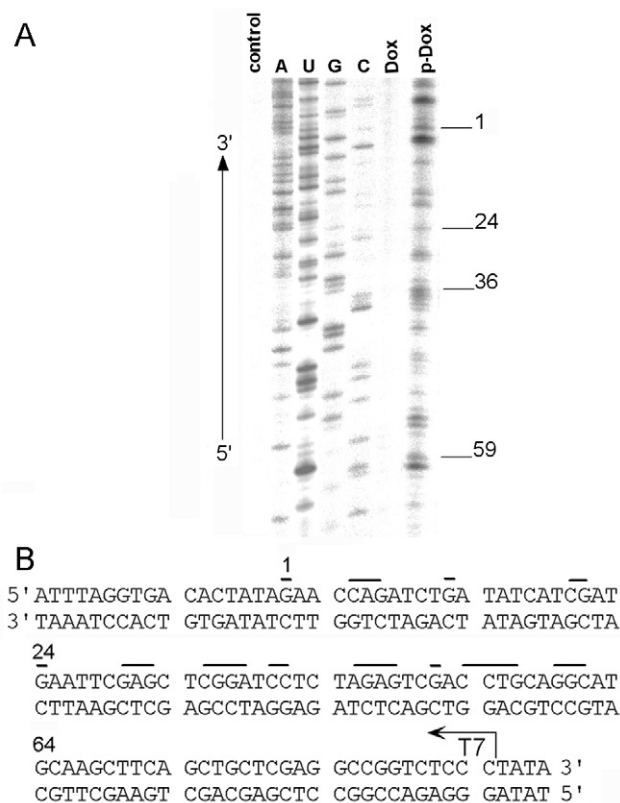 A
control A U G C Dox p-Dox
1
3'
24
36
5'
59
B
1
5'ATTTAGGTGA CACTATAGAAC CCAGATCTGA TATCATCGAT
3'TAAATCCACT GTGATATCTTG GGTCTAGACT ATAGTAGCTA
24
GAATTCGAGC TCGGATCCTC TAGAGTCGAC CTGCAGGCAT
CTTAAGCTCG AGCCTAGGAG ATCTCAGCTG GACGTCCGTA
64
T7
GCAAGCTTCA GCTGCTCGAG GCCGGTCTCC CTATA 3'
CGTTCGAAGT CGACGAGCTC CGGCCAGAGG GATAT 5'